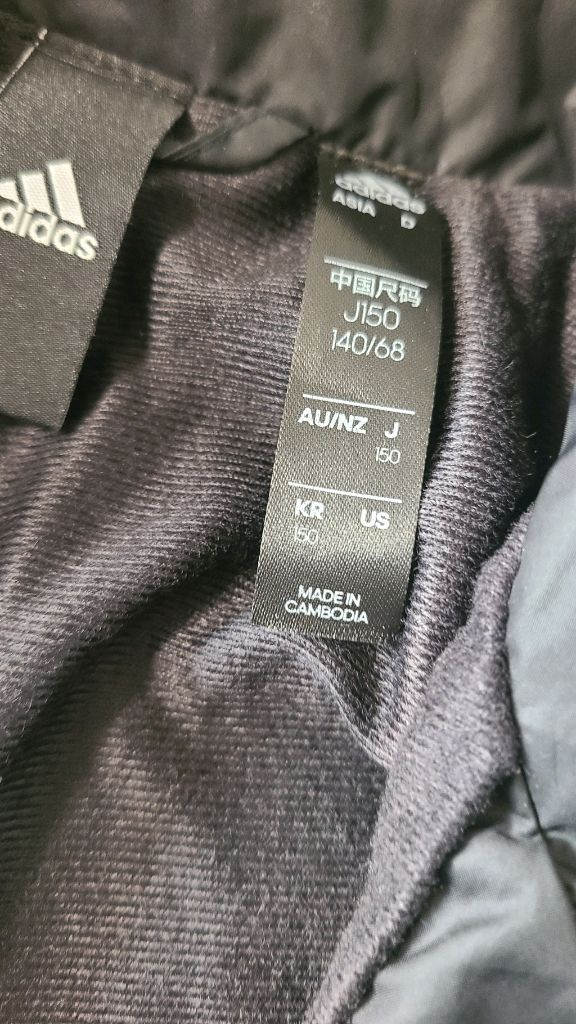 adidas
adidas
ASIA D
中国尺码
J150
140/68
AU/NZ J
150
KR US
150
MADE IN
CAMBODIA